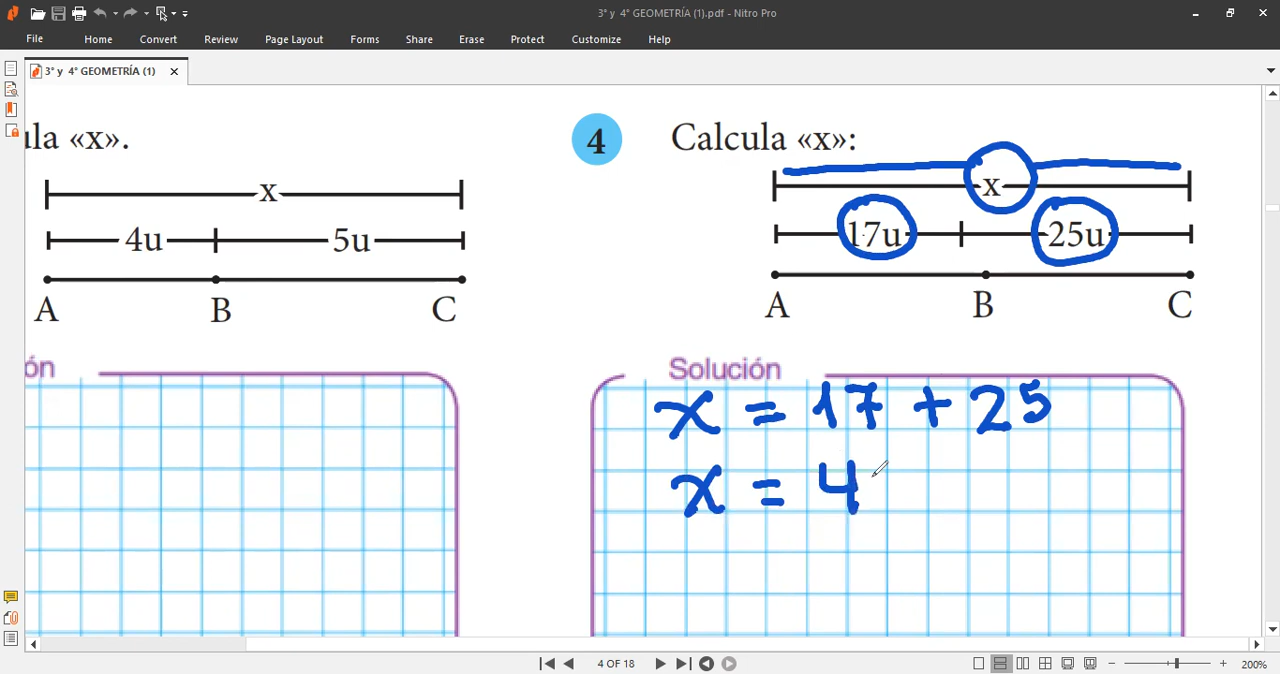 3° y 4° GEOMETRÍA (1).pdf - Nitro Pro
File Home Convert Review Page Layout Forms Share Erase Protect Customize Help
3° y 4° GEOMETRÍA (1)
ula «x».
x
4u 5u
A B C
ón
4 Calcula «x»:
x
17u 25u
A B C
Solución
x = 17 + 25
x = 4
4 OF 18
200%